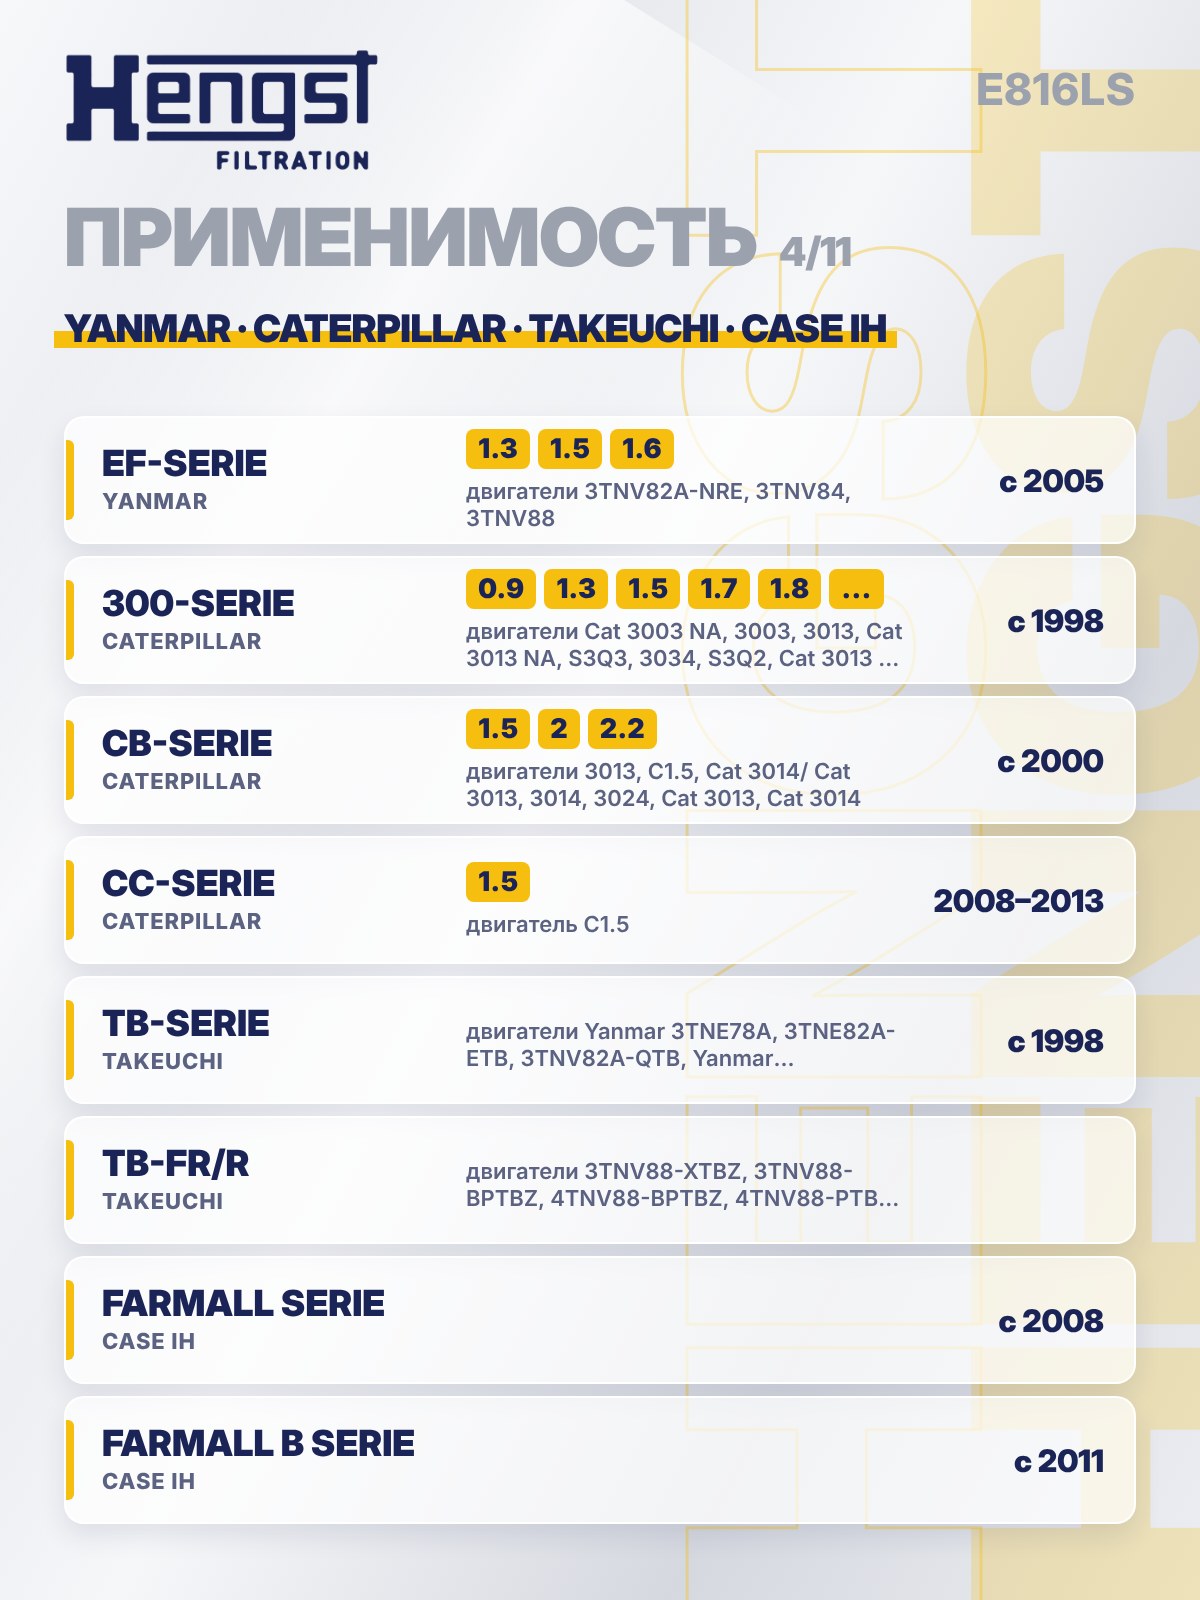 Hengst
FILTRATION
E816LS
ПРИМЕНИМОСТЬ 4/11
YANMAR · CATERPILLAR · TAKEUCHI · CASE IH
EF-SERIE
YANMAR
1.3 1.5 1.6
двигатели 3TNV82A-NRE, 3TNV84,
3TNV88
с 2005
300-SERIE
CATERPILLAR
0.9 1.3 1.5 1.7 1.8 ...
двигатели Cat 3003 NA, 3003, 3013, Cat
3013 NA, S3Q3, 3034, S3Q2, Cat 3013 ...
с 1998
CB-SERIE
CATERPILLAR
1.5 2 2.2
двигатели 3013, C1.5, Cat 3014/ Cat
3013, 3014, 3024, Cat 3013, Cat 3014
с 2000
CC-SERIE
CATERPILLAR
1.5
двигатель C1.5
2008–2013
TB-SERIE
TAKEUCHI
двигатели Yanmar 3TNE78A, 3TNE82A-
ETB, 3TNV82A-QTB, Yanmar...
с 1998
TB-FR/R
TAKEUCHI
двигатели 3TNV88-XTBZ, 3TNV88-
BPTBZ, 4TNV88-BPTBZ, 4TNV88-PTB...
FARMALL SERIE
CASE IH
с 2008
FARMALL B SERIE
CASE IH
с 2011
HENGST
HENGST